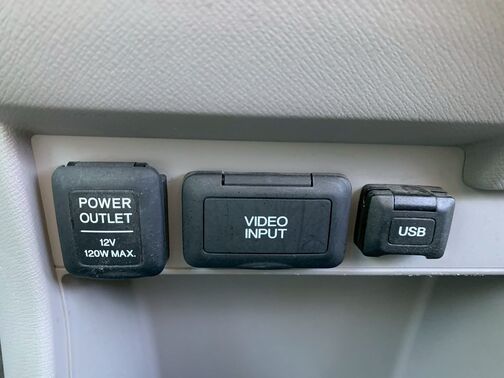 POWER
OUTLET
12V
120W MAX.
VIDEO
INPUT
USB